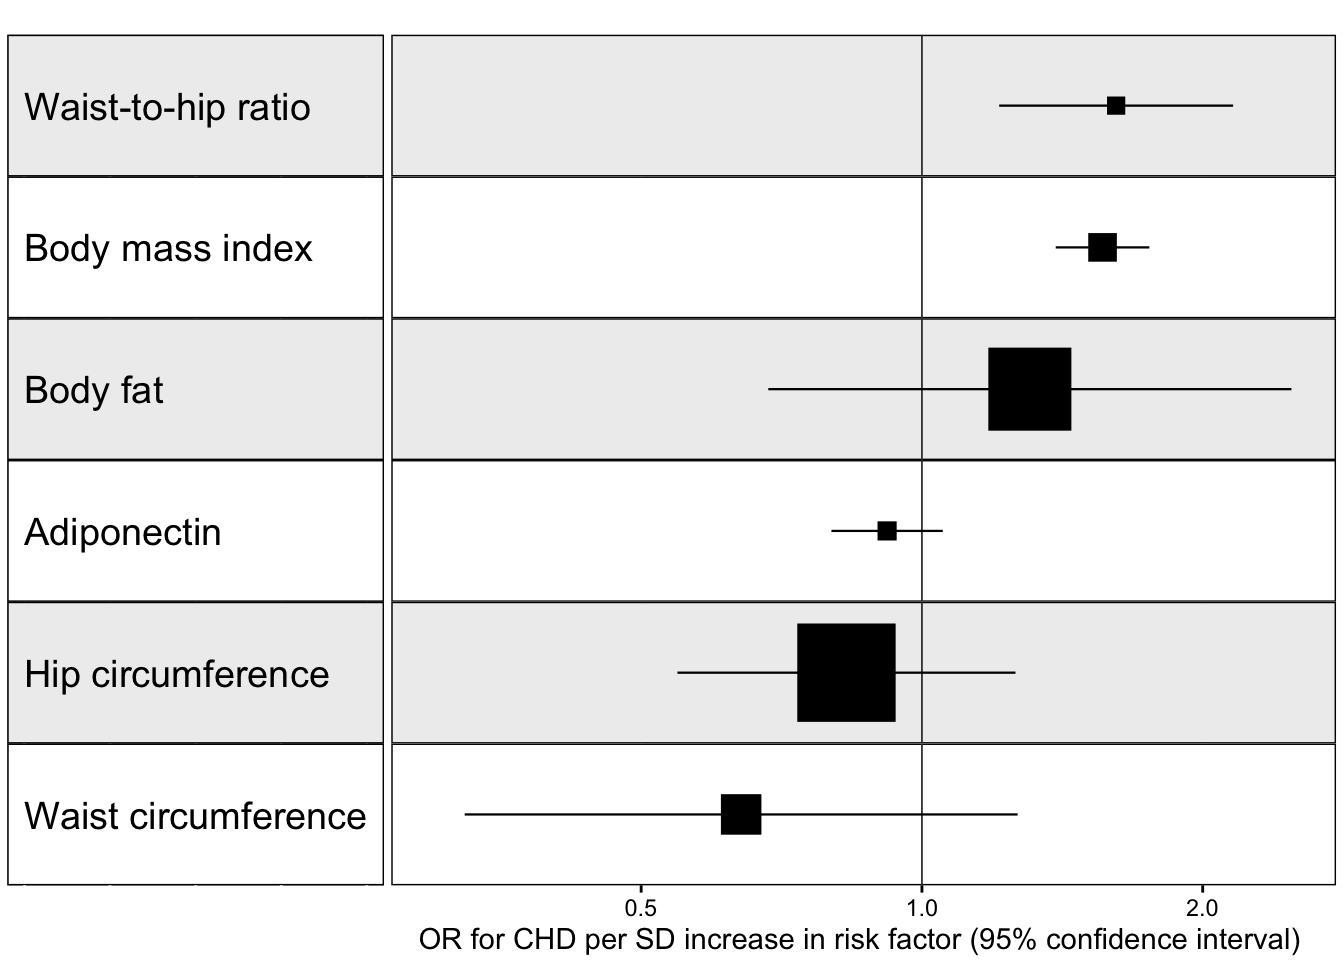 Waist-to-hip ratio
Body mass index
Body fat
Adiponectin
Hip circumference
Waist circumference
0.5 1.0 2.0
OR for CHD per SD increase in risk factor (95% confidence interval)